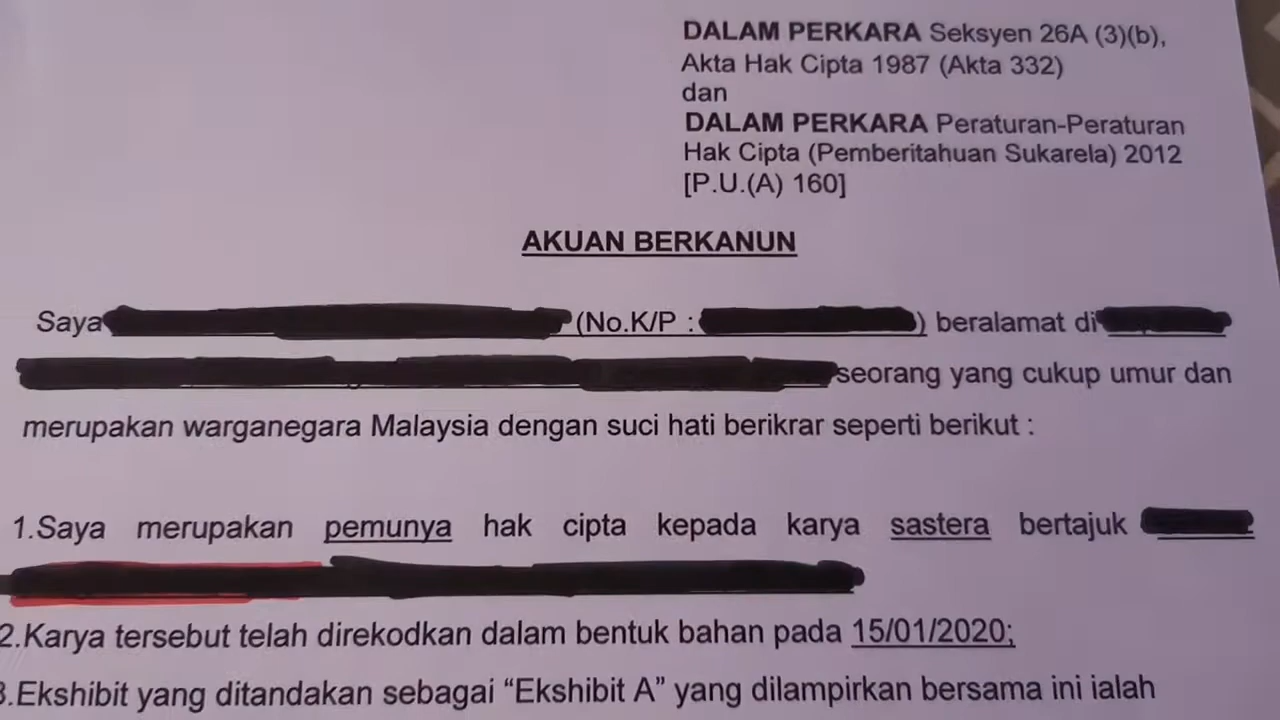 DALAM PERKARA Seksyen 26A (3)(b),
Akta Hak Cipta 1987 (Akta 332)
dan
DALAM PERKARA Peraturan-Peraturan
Hak Cipta (Pemberitahuan Sukarela) 2012
[P.U.(A) 160]
AKUAN BERKANUN
Saya (No.K/P : ) beralamat di
seorang yang cukup umur dan
merupakan warganegara Malaysia dengan suci hati berikrar seperti berikut :
1.Saya merupakan pemunya hak cipta kepada karya sastera bertajuk
2.Karya tersebut telah direkodkan dalam bentuk bahan pada 15/01/2020;
3.Ekshibit yang ditandakan sebagai “Ekshibit A” yang dilampirkan bersama ini ialah